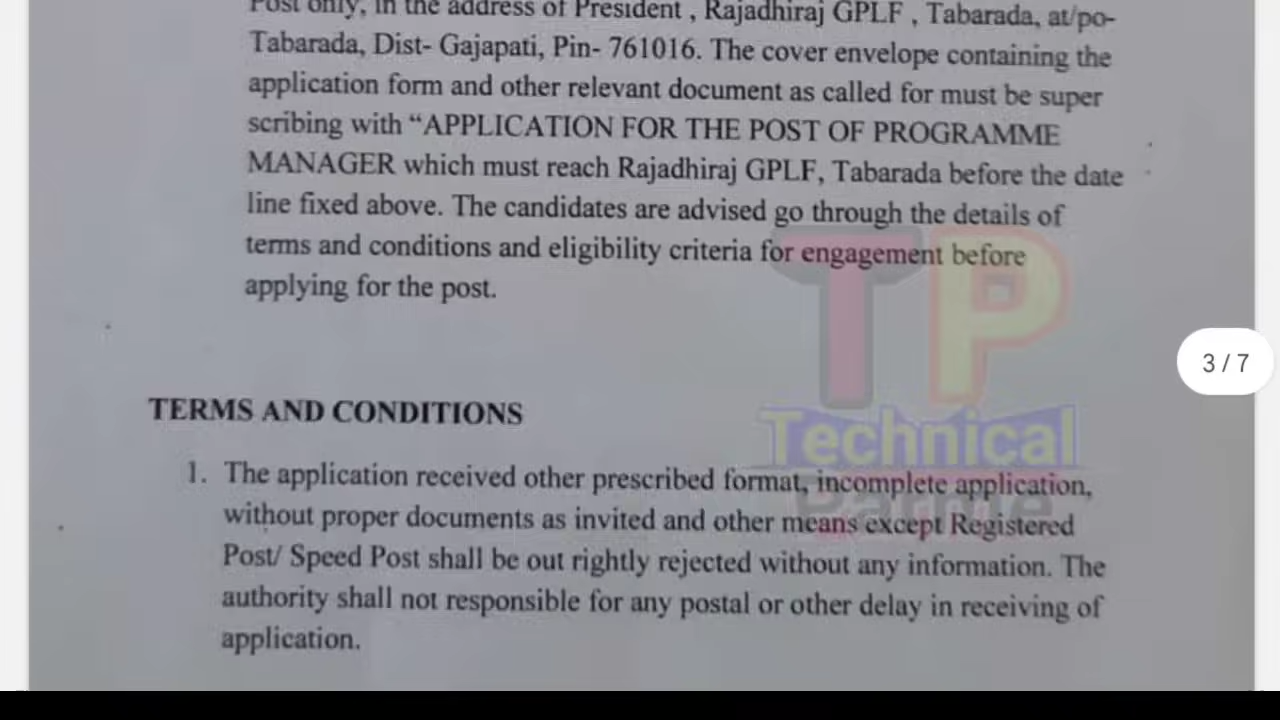 Post only, in the address of President , Rajadhiraj GPLF , Tabarada, at/po-
Tabarada, Dist- Gajapati, Pin- 761016. The cover envelope containing the
application form and other relevant document as called for must be super
scribing with “APPLICATION FOR THE POST OF PROGRAMME
MANAGER which must reach Rajadhiraj GPLF, Tabarada before the date
line fixed above. The candidates are advised go through the details of
terms and conditions and eligibility criteria for engagement before
applying for the post.
TP
3 / 7
TERMS AND CONDITIONS
Technical
1. The application received other prescribed format, incomplete application,
without proper documents as invited and other means except Registered
Post/ Speed Post shall be out rightly rejected without any information. The
authority shall not responsible for any postal or other delay in receiving of
application.